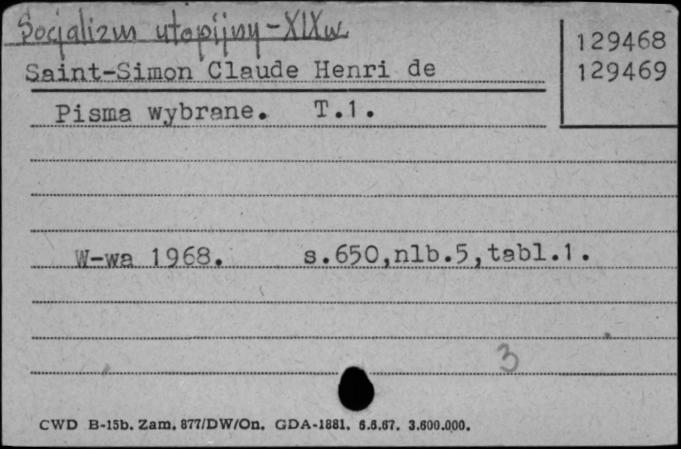 Socjalizm utopijny-XIXw
129468
Saint-Simon Claude Henri de
129469
Pisma wybrane. T.1.
W-wa 1968. s.650,nlb.5,tabl.1.
3
CWD B-15b. Zam. 877/DW/On. GDA-1881. 6.6.67. 3.600.000.